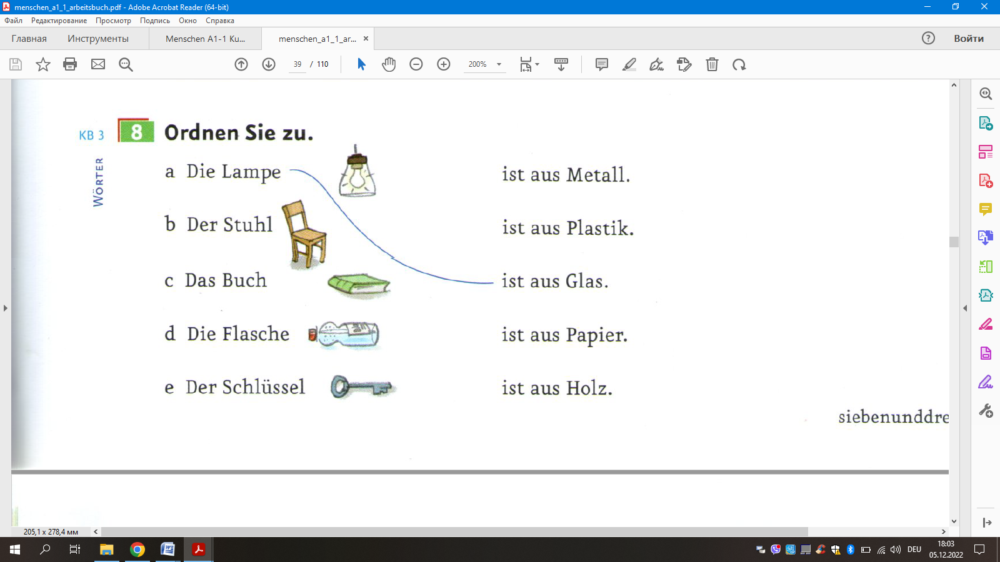 menschen_a1_1_arbeitsbuch.pdf - Adobe Acrobat Reader (64-bit)
Файл Редактирование Просмотр Подпись Окно Справка
Главная Инструменты Menschen A1-1 Ku... menschen_a1_1_ar... Войти
39 / 110 200%
KB 3 8 Ordnen Sie zu.
WÖRTER
a Die Lampe ist aus Metall.
b Der Stuhl ist aus Plastik.
c Das Buch ist aus Glas.
d Die Flasche ist aus Papier.
e Der Schlüssel ist aus Holz.
siebenunddre
205,1 x 278,4 мм
DEU 18:03
05.12.2022